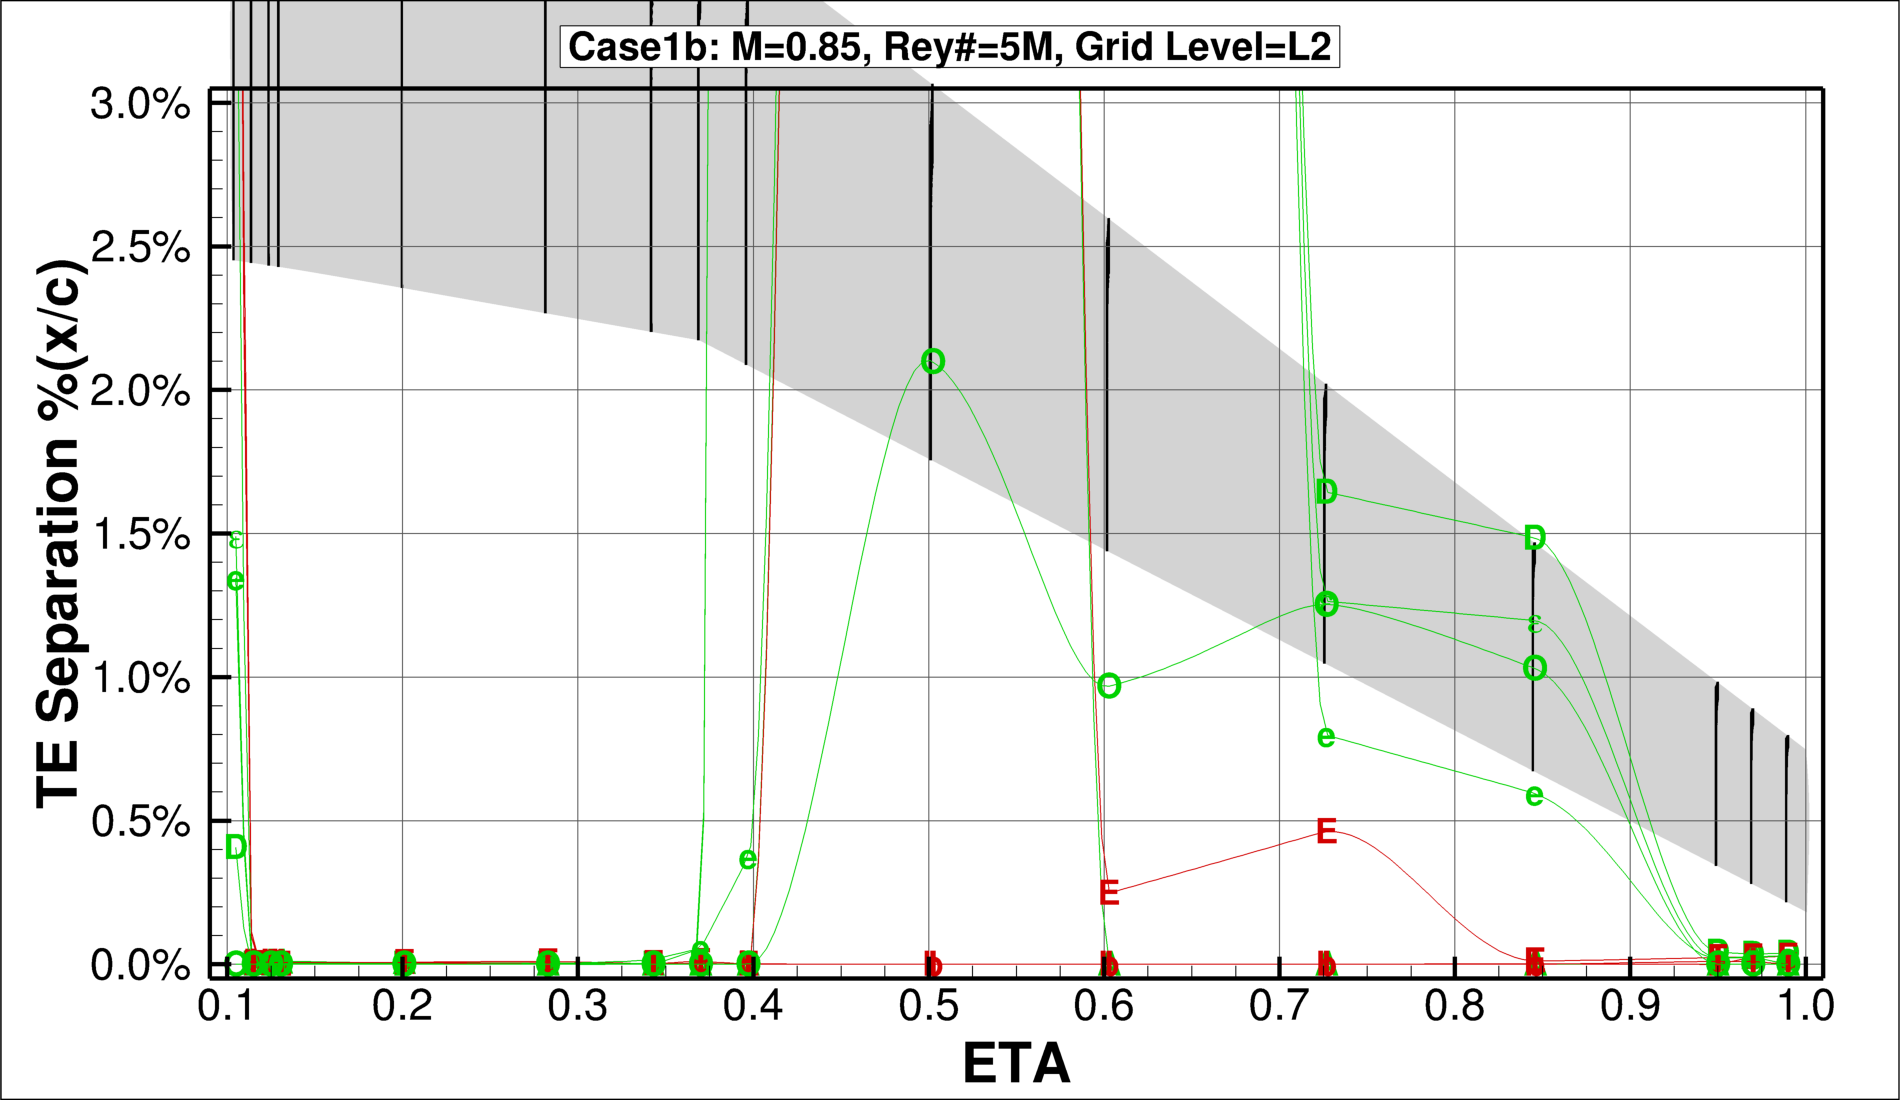 Case1b: M=0.85, Rey#=5M, Grid Level=L2
TE Separation %(x/c)
3.0%
2.5%
2.0%
1.5%
1.0%
0.5%
0.0%
O
D
D
ε
e
O
ε
D
O
O
e
e
D
E
e
E
e
0.1 0.2 0.3 0.4 0.5 0.6 0.7 0.8 0.9 1.0
ETA